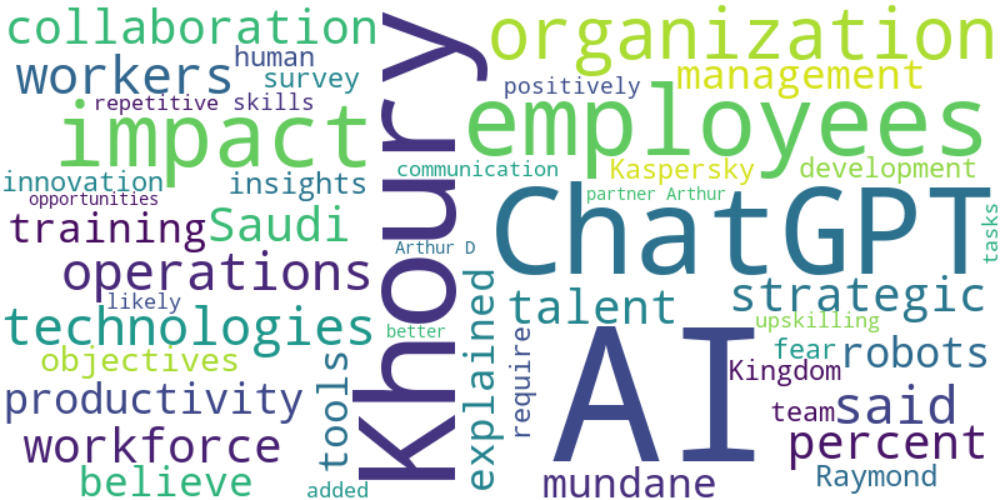 collaboration
organization
workers
human
survey
positively
management
repetitive skills
impact
Khoury
employees
innovation
insights
communication
Kaspersky
development
opportunities
partner Arthur
training
Saudi
ChatGPT
tasks
Arthur D
operations
likely
explained
talent
strategic
technologies
better
upskilling
objectives
tools
require
AI
fear
robots
Kingdom
productivity
team
said
workforce
percent
believe
added
mundane
Raymond